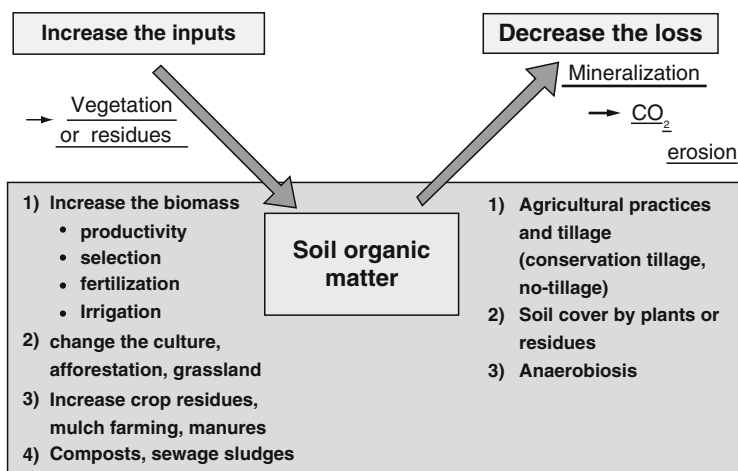 Increase the inputs
Decrease the loss
→ Vegetation
or residues
Mineralization
→ CO₂
erosion
1) Increase the biomass
• productivity
• selection
• fertilization
• Irrigation
2) change the culture,
afforestation, grassland
3) Increase crop residues,
mulch farming, manures
4) Composts, sewage sludges
Soil organic
matter
1) Agricultural practices
and tillage
(conservation tillage,
no-tillage)
2) Soil cover by plants or
residues
3) Anaerobiosis